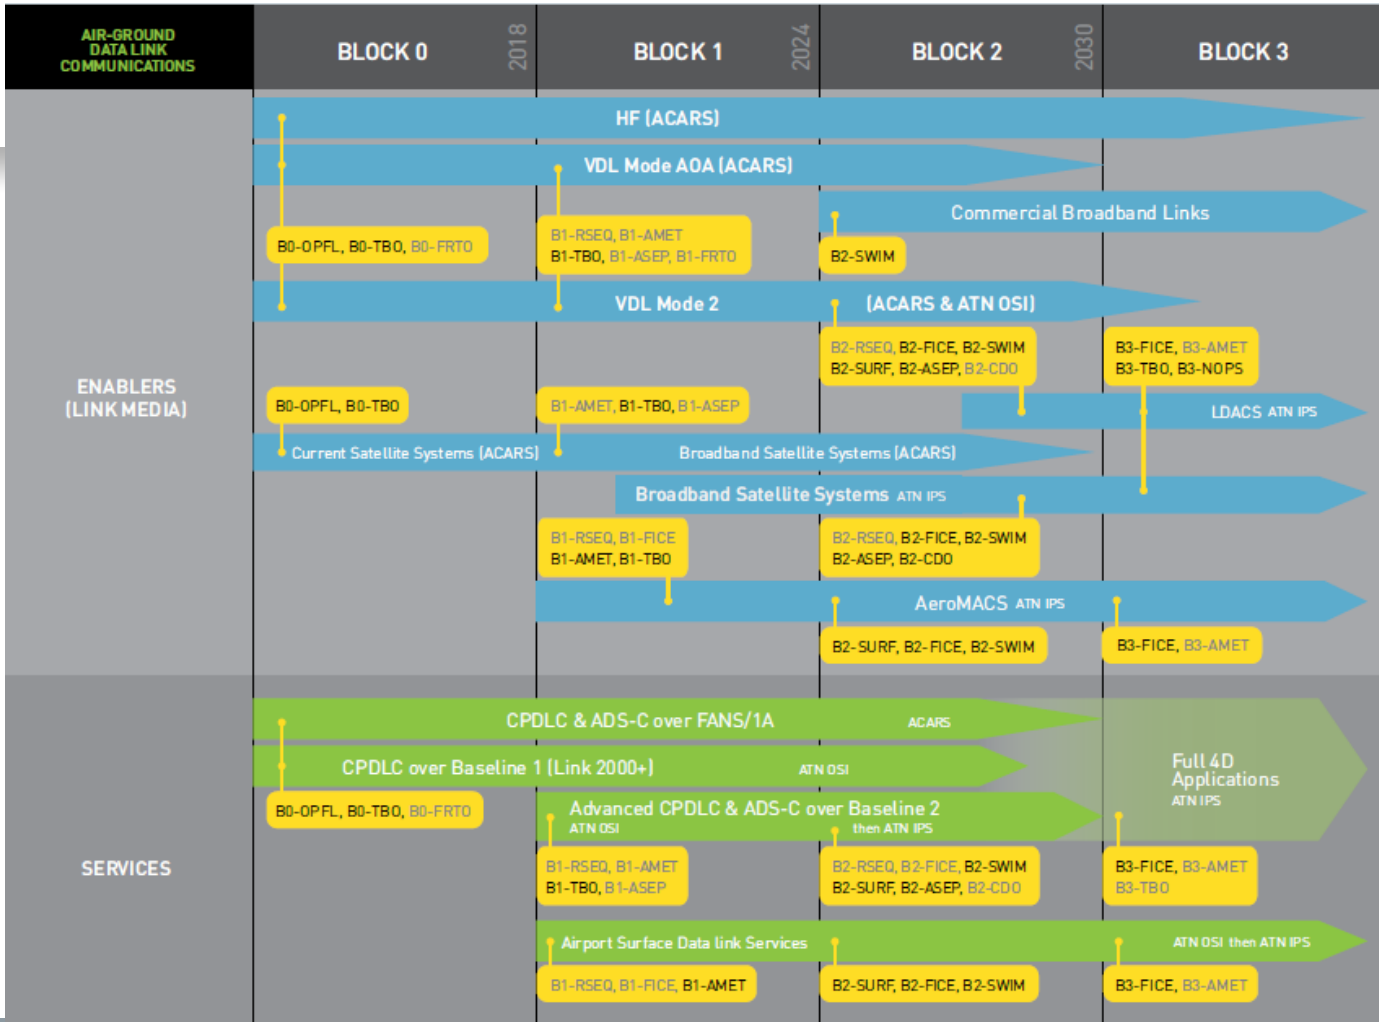 AIR-GROUND
DATA LINK
COMMUNICATIONS
BLOCK 0
2018
BLOCK 1
2024
BLOCK 2
2030
BLOCK 3
HF (ACARS)
VDL Mode AOA (ACARS)
Commercial Broadband Links
B0-OPFL, B0-TBO, B0-FRTO
B1-RSEQ, B1-AMET
B1-TBO, B1-ASEP, B1-FRTO
B2-SWIM
VDL Mode 2 (ACARS & ATN OSI)
B2-RSEQ, B2-FICE, B2-SWIM
B2-SURF, B2-ASEP, B2-CDO
B3-FICE, B3-AMET
B3-TBO, B3-NOPS
ENABLERS
(LINK MEDIA)
B0-OPFL, B0-TBO
B1-AMET, B1-TBO, B1-ASEP
LDACS ATN IPS
Current Satellite Systems (ACARS)
Broadband Satellite Systems (ACARS)
Broadband Satellite Systems ATN IPS
B1-RSEQ, B1-FICE
B1-AMET, B1-TBO
B2-RSEQ, B2-FICE, B2-SWIM
B2-ASEP, B2-CDO
AeroMACS ATN IPS
B2-SURF, B2-FICE, B2-SWIM
B3-FICE, B3-AMET
CPDLC & ADS-C over FANS/1A ACARS
CPDLC over Baseline 1 (Link 2000+) ATN OSI
Full 4D
Applications
ATN IPS
B0-OPFL, B0-TBO, B0-FRTO
Advanced CPDLC & ADS-C over Baseline 2
ATN OSI then ATN IPS
SERVICES
B1-RSEQ, B1-AMET
B1-TBO, B1-ASEP
B2-RSEQ, B2-FICE, B2-SWIM
B2-SURF, B2-ASEP, B2-CDO
B3-FICE, B3-AMET
B3-TBO
Airport Surface Data link Services ATN OSI then ATN IPS
B1-RSEQ, B1-FICE, B1-AMET
B2-SURF, B2-FICE, B2-SWIM
B3-FICE, B3-AMET